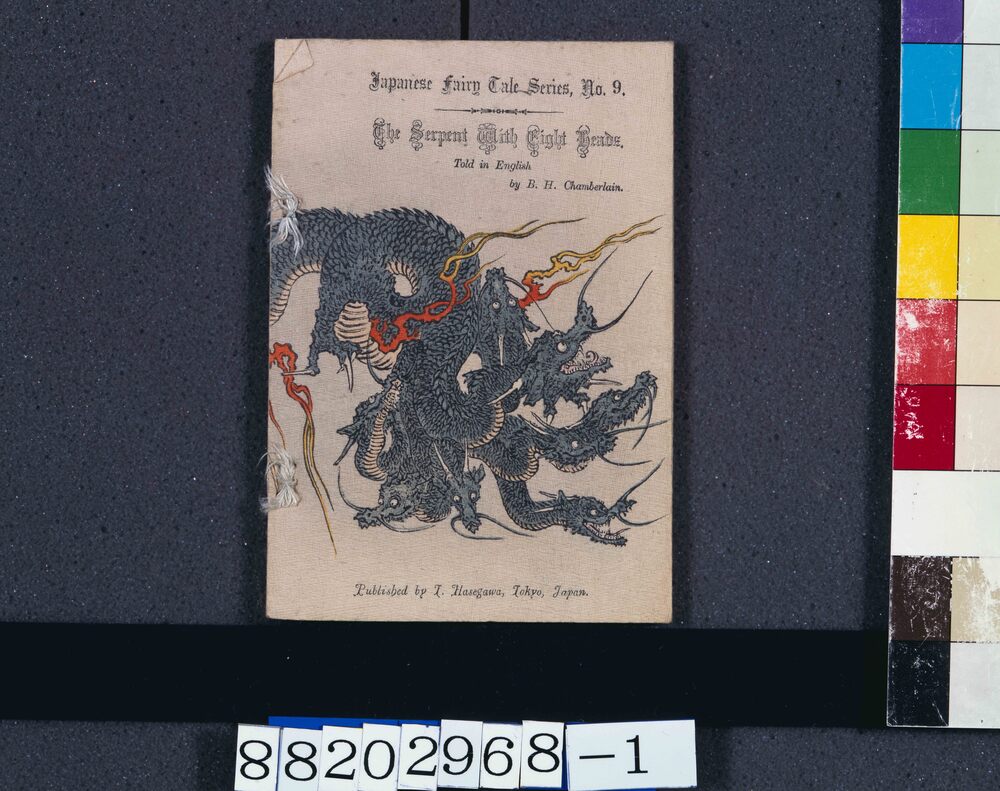 Japanese Fairy Tale Series, No. 9.
The Serpent With Eight Heads.
Told in English
by B. H. Chamberlain.
Published by T. Hasegawa, Tokyo, Japan.
88202968-1